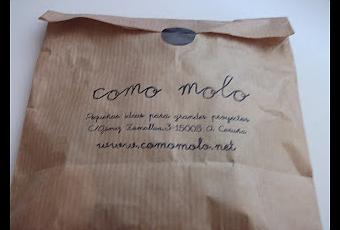 como molo
Pequeñas ideas para grandes proyectos
C/Gómez Zamalloa,3-15005 A Coruña
www.comomolo.net